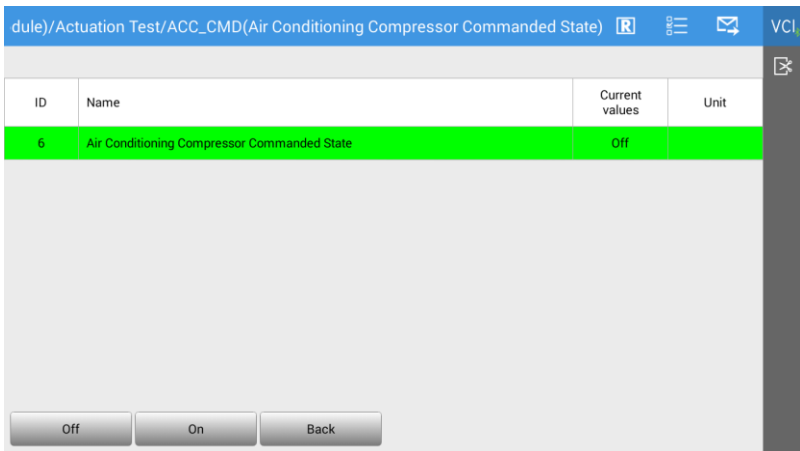 dule)/Actuation Test/ACC_CMD(Air Conditioning Compressor Commanded State) R VCI
ID Name Current values Unit
6 Air Conditioning Compressor Commanded State Off
Off On Back